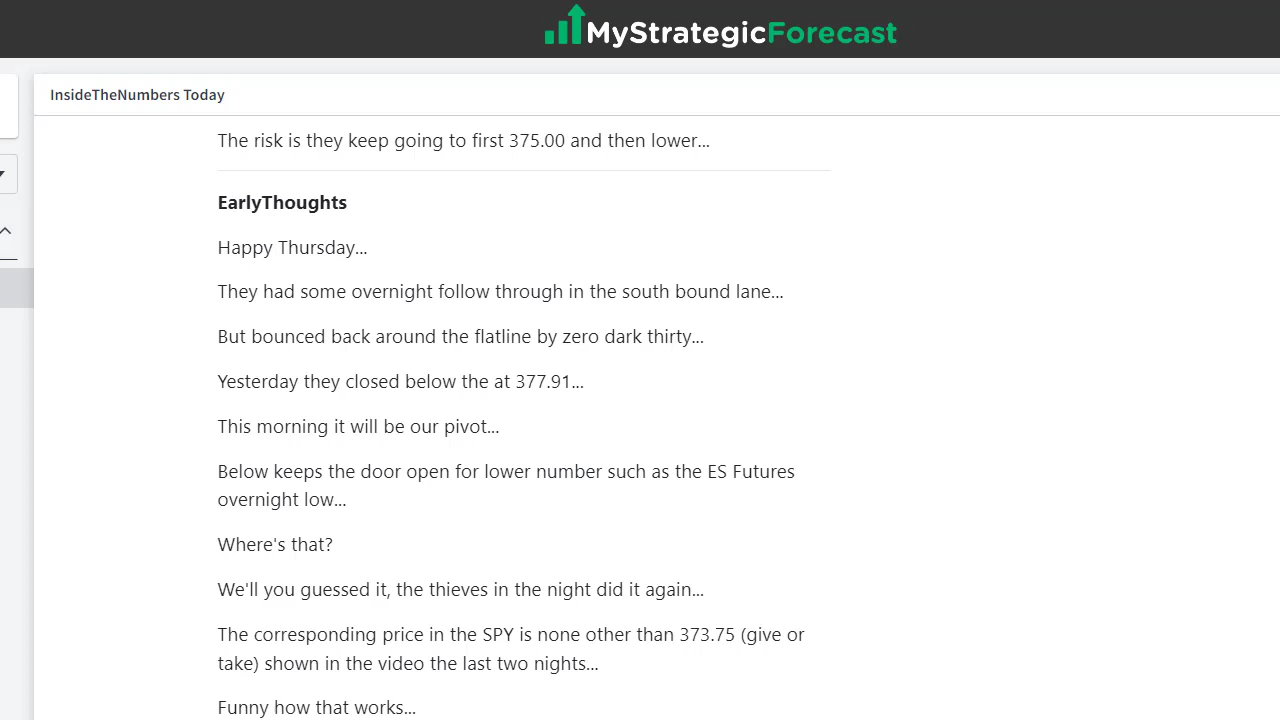 MyStrategicForecast
InsideTheNumbers Today
The risk is they keep going to first 375.00 and then lower...
EarlyThoughts
Happy Thursday...
They had some overnight follow through in the south bound lane...
But bounced back around the flatline by zero dark thirty...
Yesterday they closed below the at 377.91...
This morning it will be our pivot...
Below keeps the door open for lower number such as the ES Futures
overnight low...
Where's that?
We'll you guessed it, the thieves in the night did it again...
The corresponding price in the SPY is none other than 373.75 (give or
take) shown in the video the last two nights...
Funny how that works...